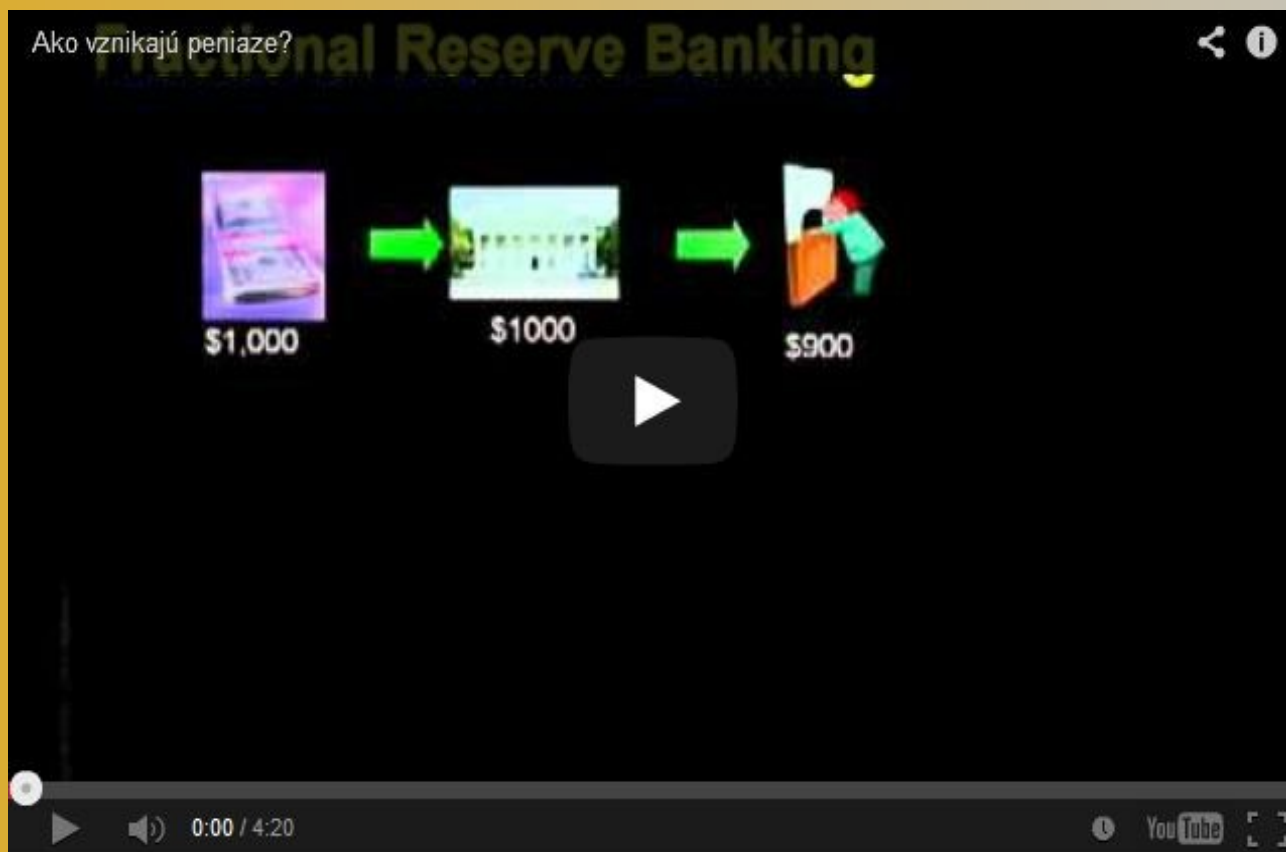 Ako vznikajú peniaze?
Fractional Reserve Banking
$1,000
$1000
$900
0:00 / 4:20
YouTube